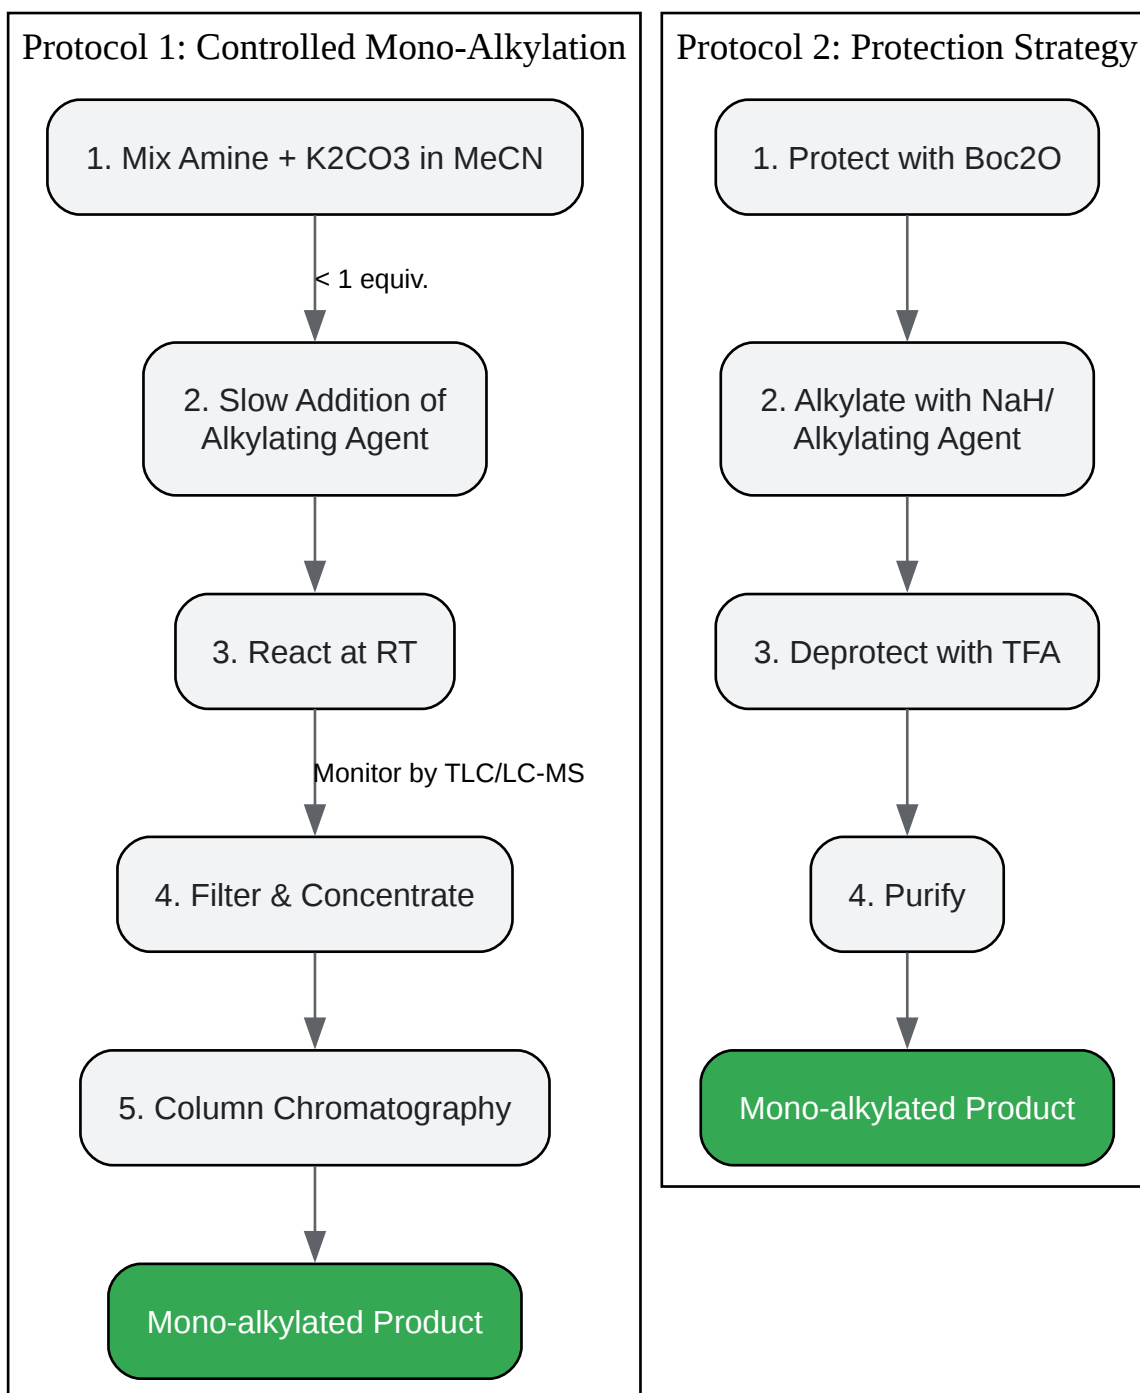 Protocol 1: Controlled Mono-Alkylation
1. Mix Amine + K2CO3 in MeCN
< 1 equiv.
2. Slow Addition of
Alkylating Agent
3. React at RT
Monitor by TLC/LC-MS
4. Filter & Concentrate
5. Column Chromatography
Mono-alkylated Product
Protocol 2: Protection Strategy
1. Protect with Boc2O
2. Alkylate with NaH/
Alkylating Agent
3. Deprotect with TFA
4. Purify
Mono-alkylated Product